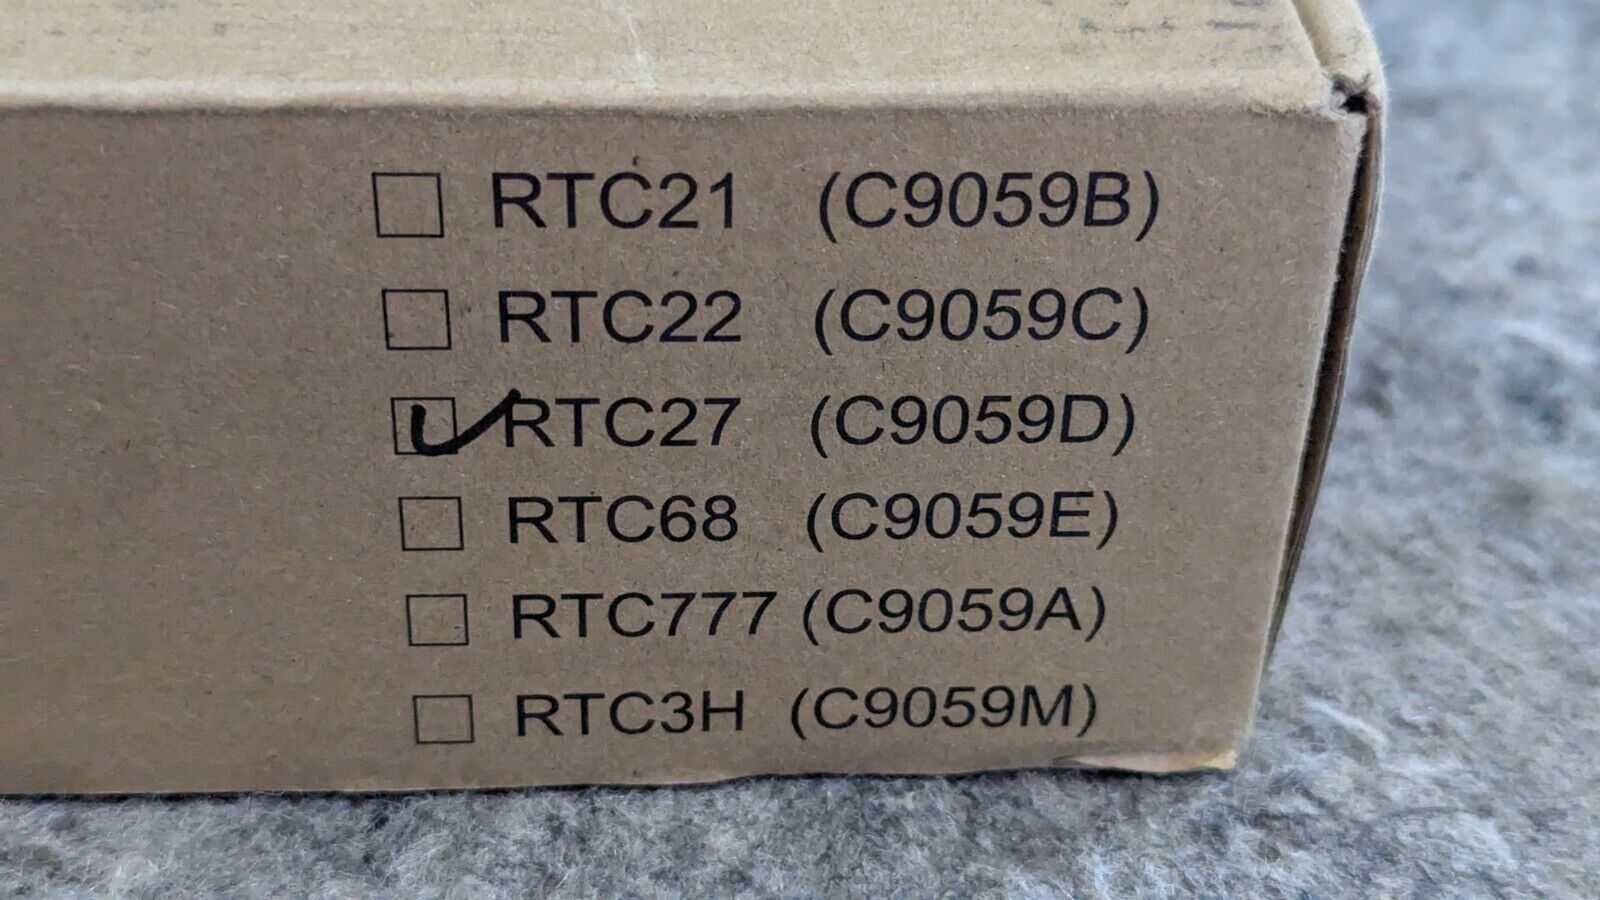 ☐ RTC21 (C9059B)
☐ RTC22 (C9059C)
☑ RTC27 (C9059D)
☐ RTC68 (C9059E)
☐ RTC777 (C9059A)
☐ RTC3H (C9059M)